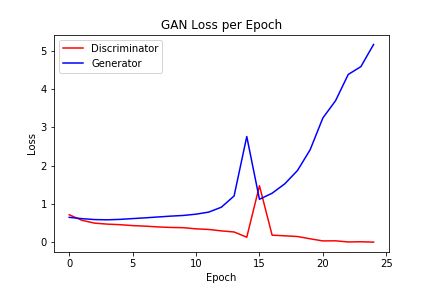 GAN Loss per Epoch
Discriminator
Generator
Loss
5
4
3
2
1
0
0 5 10 15 20 25
Epoch